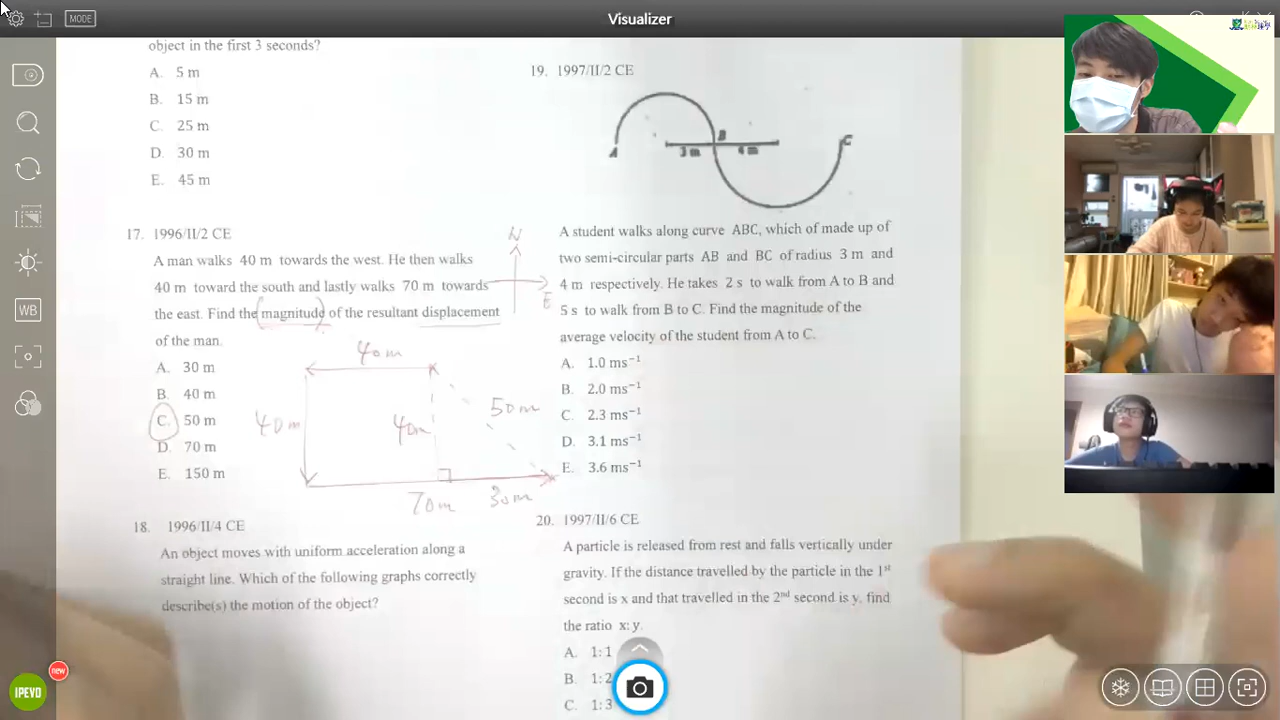 MODE
Visualizer
object in the first 3 seconds?
A. 5 m
B. 15 m
C. 25 m
D. 30 m
E. 45 m
17. 1996/II/2 CE
A man walks 40 m towards the west. He then walks
40 m toward the south and lastly walks 70 m towards
the east. Find the magnitude of the resultant displacement
of the man.
A. 30 m
B. 40 m
C. 50 m
D. 70 m
E. 150 m
N
E
40m
40m
40m
50m
70m
30m
18. 1996/II/4 CE
An object moves with uniform acceleration along a
straight line. Which of the following graphs correctly
describe(s) the motion of the object?
19. 1997/II/2 CE
A
B
C
3 m
4 m
A student walks along curve ABC, which of made up of
two semi-circular parts AB and BC of radius 3 m and
4 m respectively. He takes 2 s to walk from A to B and
5 s to walk from B to C. Find the magnitude of the
average velocity of the student from A to C.
A. 1.0 ms⁻¹
B. 2.0 ms⁻¹
C. 2.3 ms⁻¹
D. 3.1 ms⁻¹
E. 3.6 ms⁻¹
20. 1997/II/6 CE
A particle is released from rest and falls vertically under
gravity. If the distance travelled by the particle in the 1st
second is x and that travelled in the 2nd second is y, find
the ratio x: y.
A. 1: 1
B. 1: 2
C. 1: 3
WB
new
IPEVO